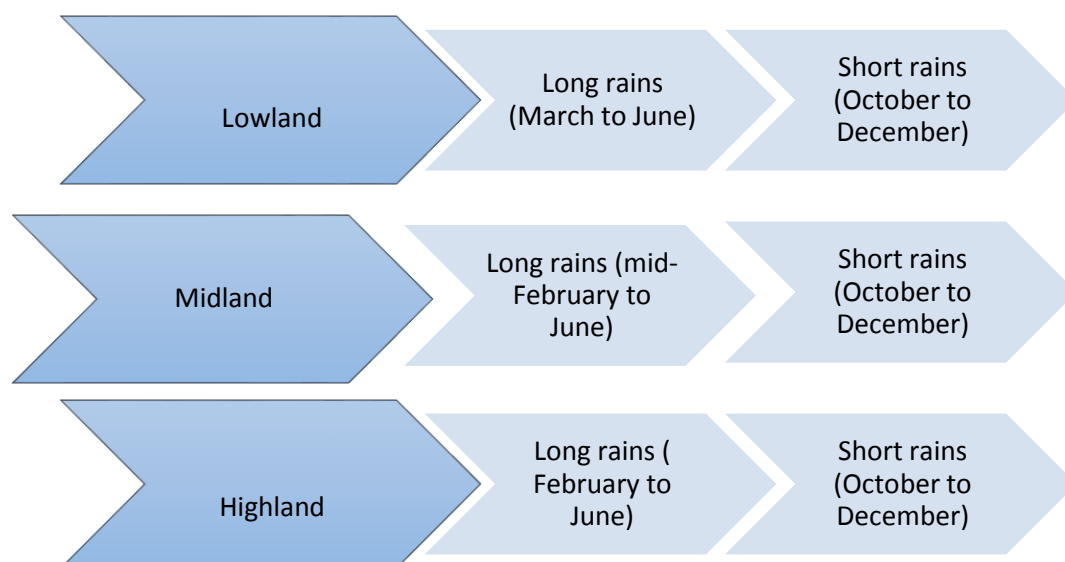 Lowland
Long rains
(March to June)
Short rains
(October to
December)
Midland
Long rains (mid-
February to
June)
Short rains
(October to
December)
Highland
Long rains (
February to
June)
Short rains
(October to
December)